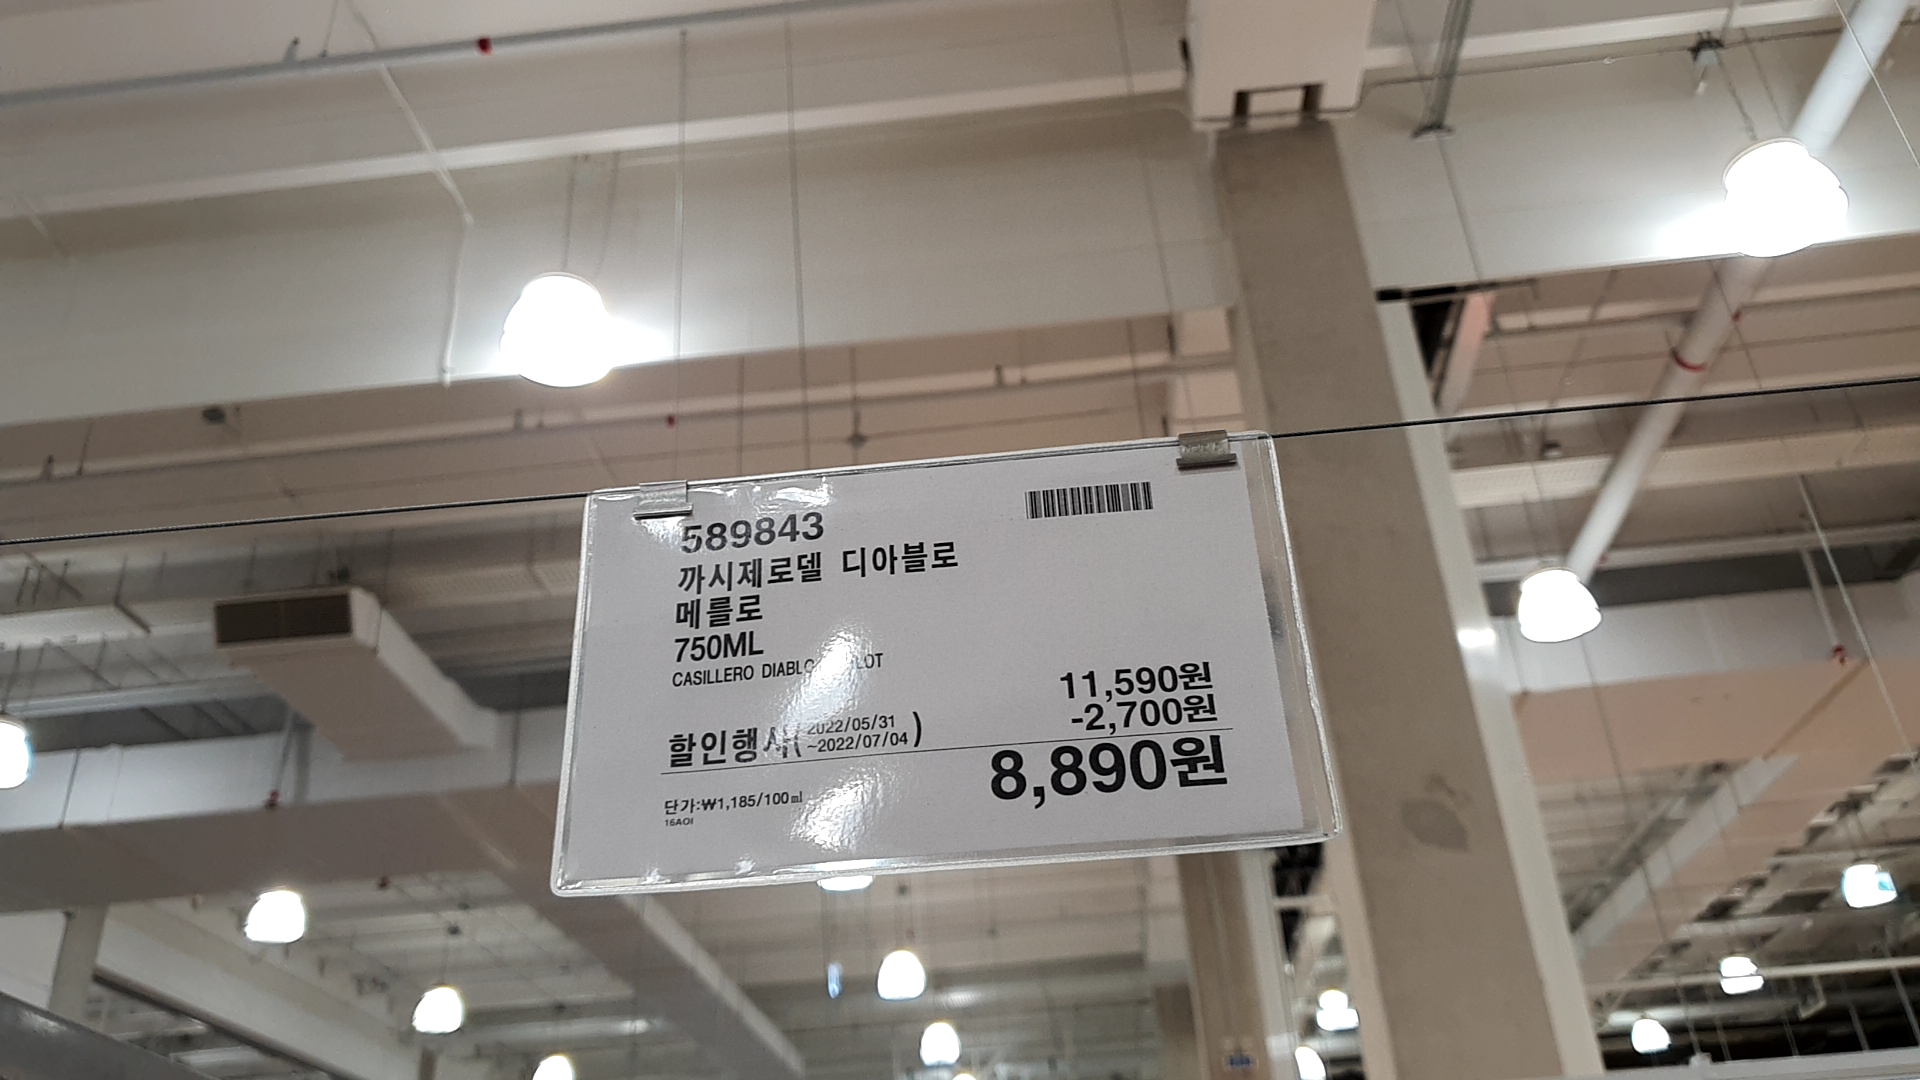 589843
까시제로델 디아블로
메를로
750ML
CASILLERO DIABLO
11,590원
-2,700원
할인행사(2022/05/31
~2022/07/04)
8,890원
단가:₩1,185/100㎖
16AOI